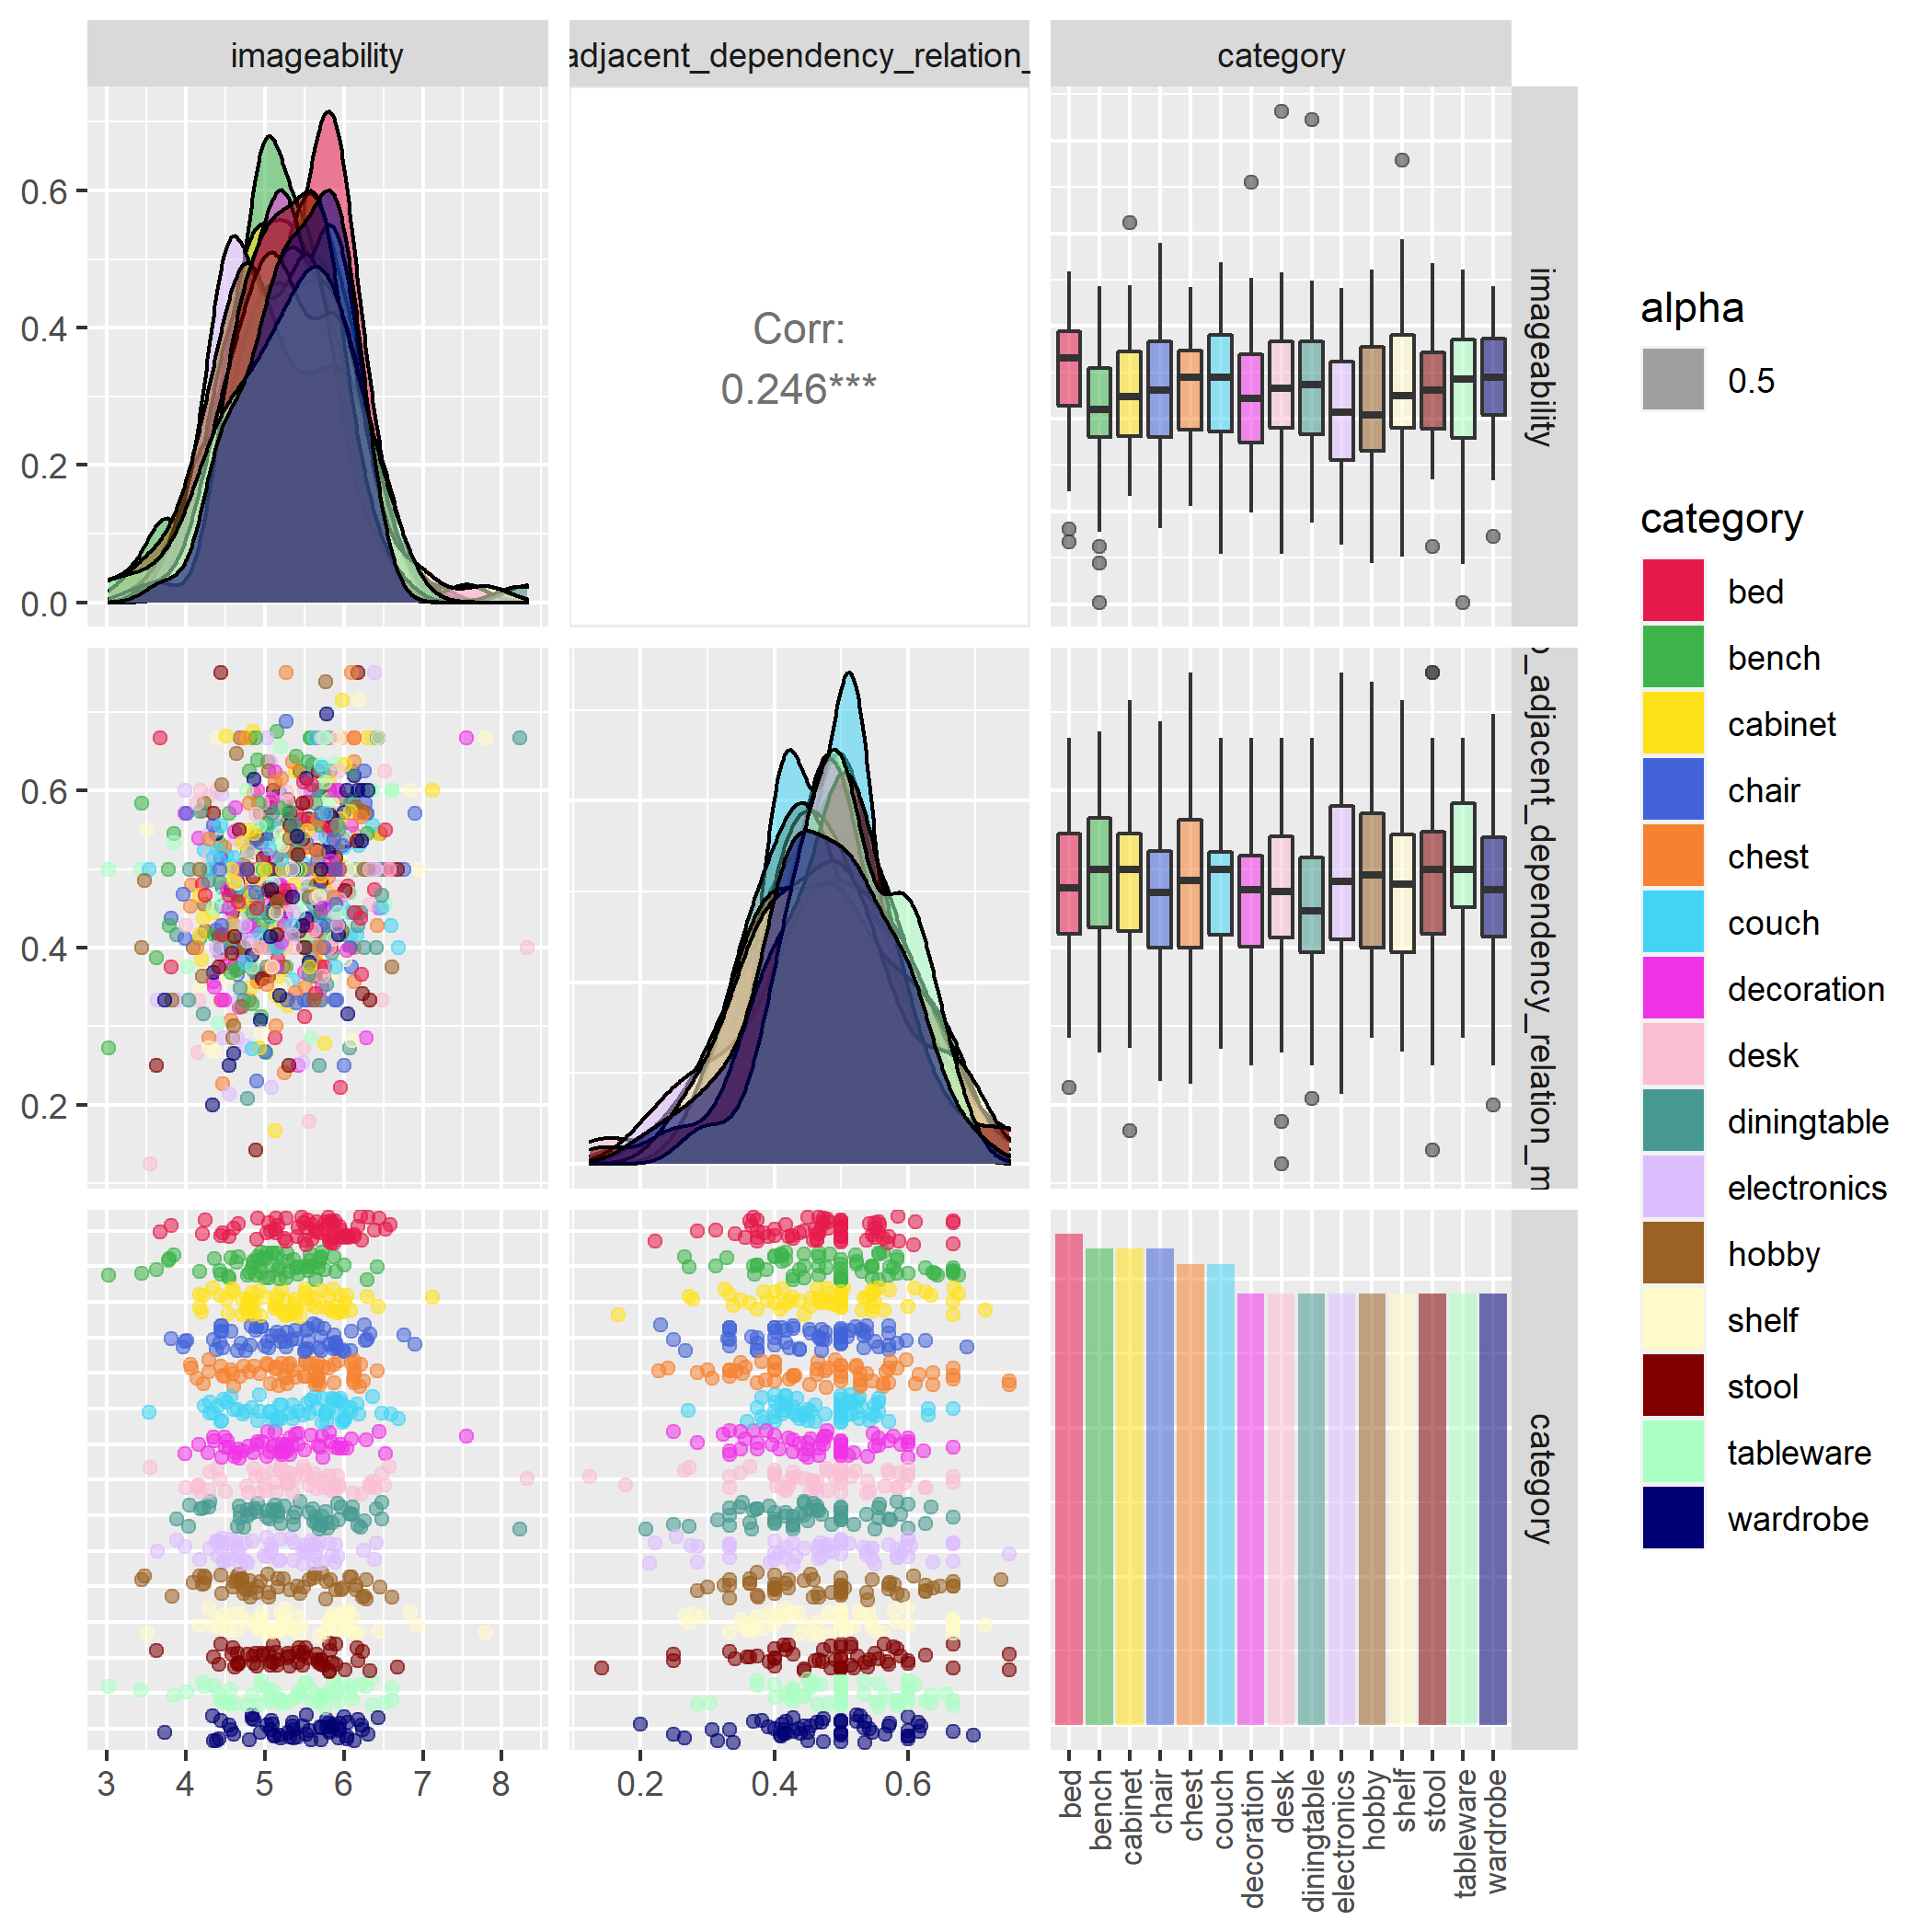 imageability
adjacent_dependency_relation_
category
0.6
0.4
0.2
0.0
Corr:
0.246***
imageability
0.6
0.4
0.2
_adjacent_dependency_relation_m
category
3 4 5 6 7 8
0.2 0.4 0.6
bed
bench
cabinet
chair
chest
couch
decoration
desk
diningtable
electronics
hobby
shelf
stool
tableware
wardrobe
alpha
0.5
category
bed
bench
cabinet
chair
chest
couch
decoration
desk
diningtable
electronics
hobby
shelf
stool
tableware
wardrobe